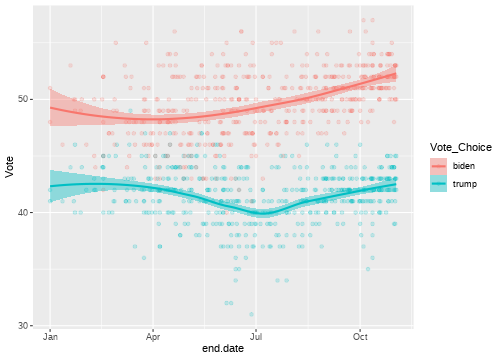 50
40
30
Vote
Jan
Apr
Jul
Oct
end.date
Vote_Choice
biden
trump